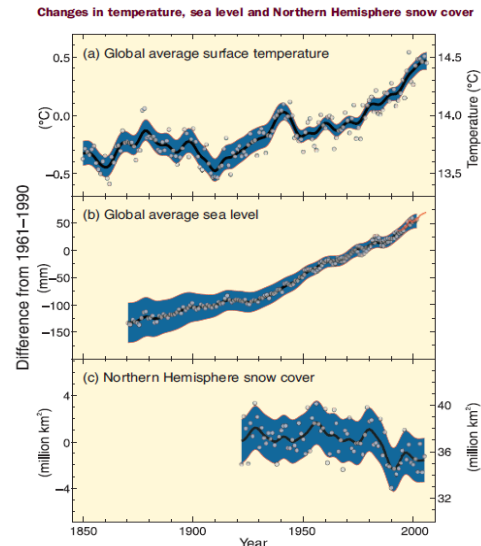 Changes in temperature, sea level and Northern Hemisphere snow cover
(a) Global average surface temperature
0.5
0.0
−0.5
(°C)
14.5
14.0
13.5
Temperature (°C)
(b) Global average sea level
50
0
−50
−100
−150
(mm)
Difference from 1961–1990
(c) Northern Hemisphere snow cover
4
0
−4
(million km²)
40
36
32
(million km²)
1850
1900
1950
2000
Year